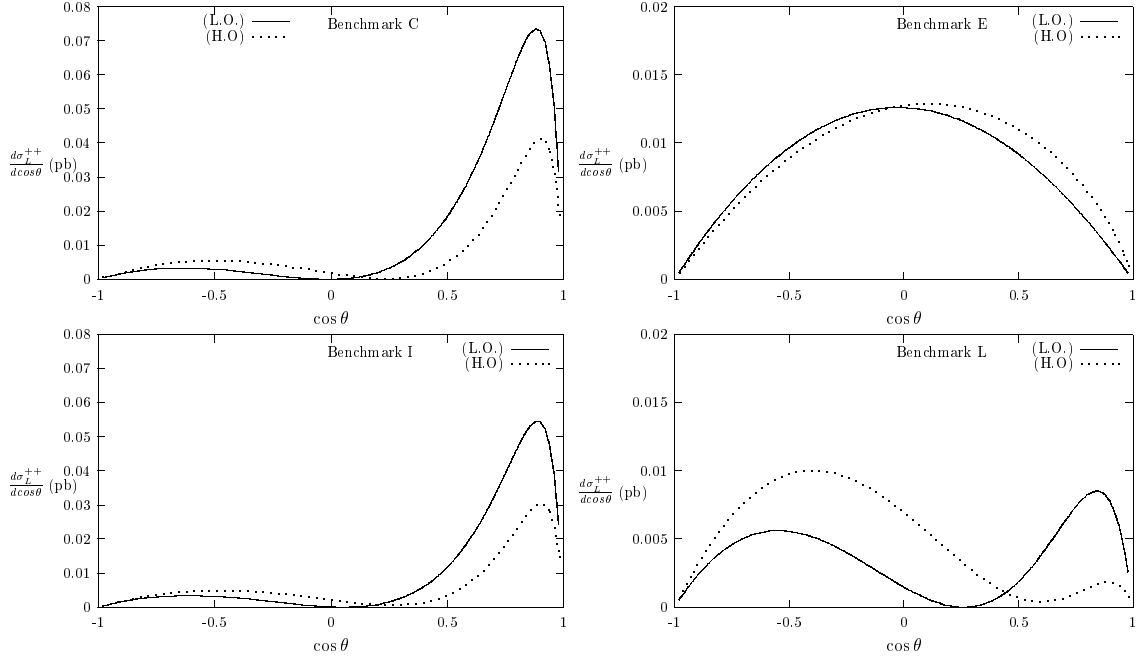 0.08
0.07
0.06
0.05
0.04
0.03
0.02
0.01
0
dσ_L^{++}/dcosθ (pb)
-1 -0.5 0 0.5 1
cos θ
(L.O.)
(H.O)
Benchmark C
0.02
0.015
0.01
0.005
0
dσ_L^{++}/dcosθ (pb)
-1 -0.5 0 0.5 1
cos θ
Benchmark E
(L.O.)
(H.O)
0.08
0.07
0.06
0.05
0.04
0.03
0.02
0.01
0
dσ_L^{++}/dcosθ (pb)
-1 -0.5 0 0.5 1
cos θ
Benchmark I
(L.O.)
(H.O)
0.02
0.015
0.01
0.005
0
dσ_L^{++}/dcosθ (pb)
-1 -0.5 0 0.5 1
cos θ
Benchmark L
(L.O.)
(H.O)